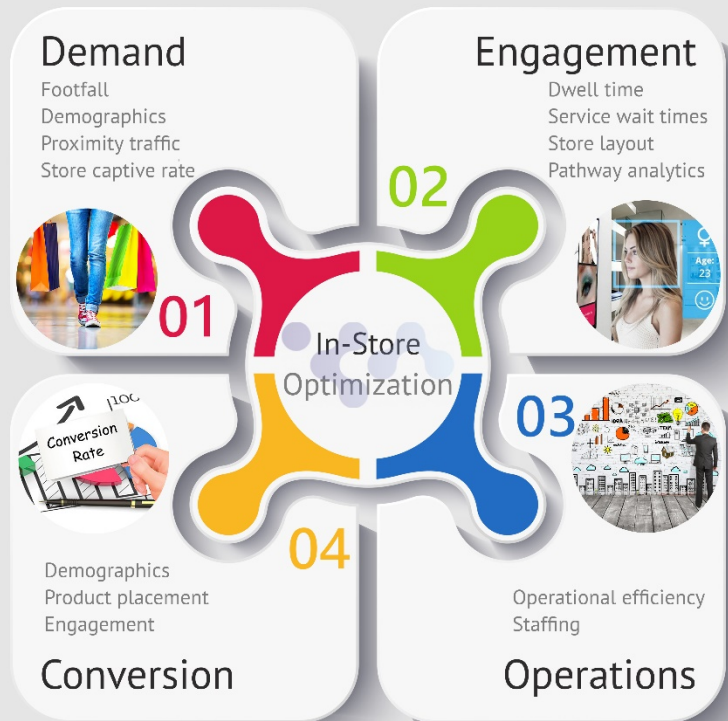 Demand
Footfall
Demographics
Proximity traffic
Store captive rate
01
Engagement
Dwell time
Service wait times
Store layout
Pathway analytics
02
Age:
23
In-Store
Optimization
03
Operational efficiency
Staffing
Operations
100
Conversion
Rate
04
Demographics
Product placement
Engagement
Conversion